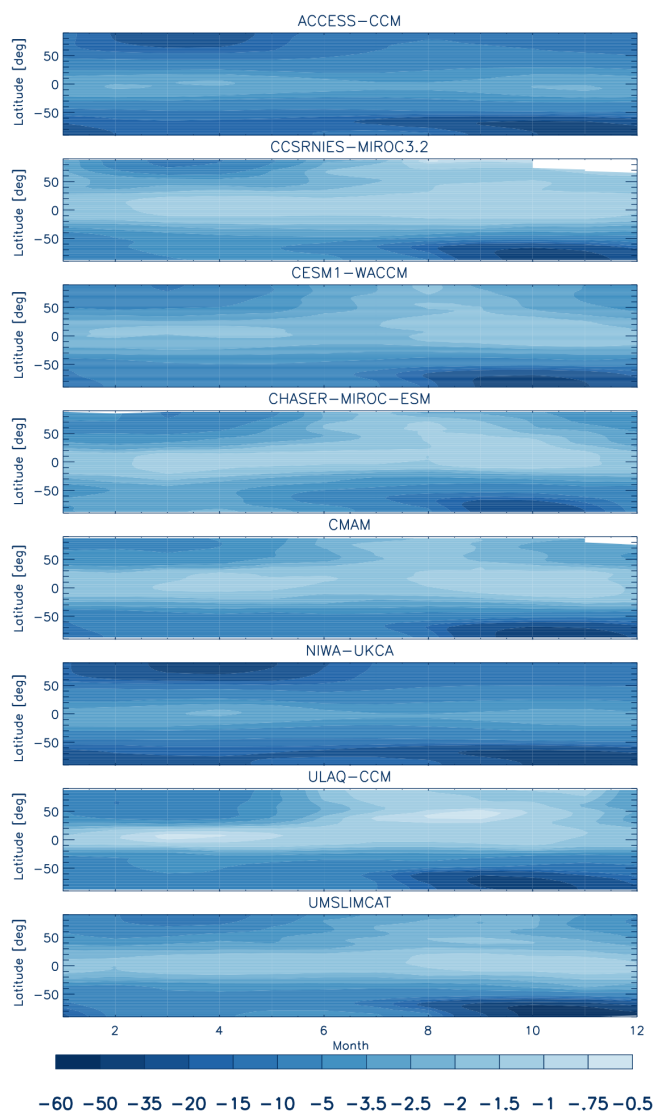 ACCESS-CCM
Latitude [deg]
50
0
-50
CCSRNIES-MIROC3.2
Latitude [deg]
50
0
-50
CESM1-WACCM
Latitude [deg]
50
0
-50
CHASER-MIROC-ESM
Latitude [deg]
50
0
-50
CMAM
Latitude [deg]
50
0
-50
NIWA-UKCA
Latitude [deg]
50
0
-50
ULAQ-CCM
Latitude [deg]
50
0
-50
UMSLIMCAT
Latitude [deg]
50
0
-50
2 4 6 8 10 12
Month
-60 -50 -35 -20 -15 -10 -5 -3.5 -2.5 -2 -1.5 -1 -.75 -0.5